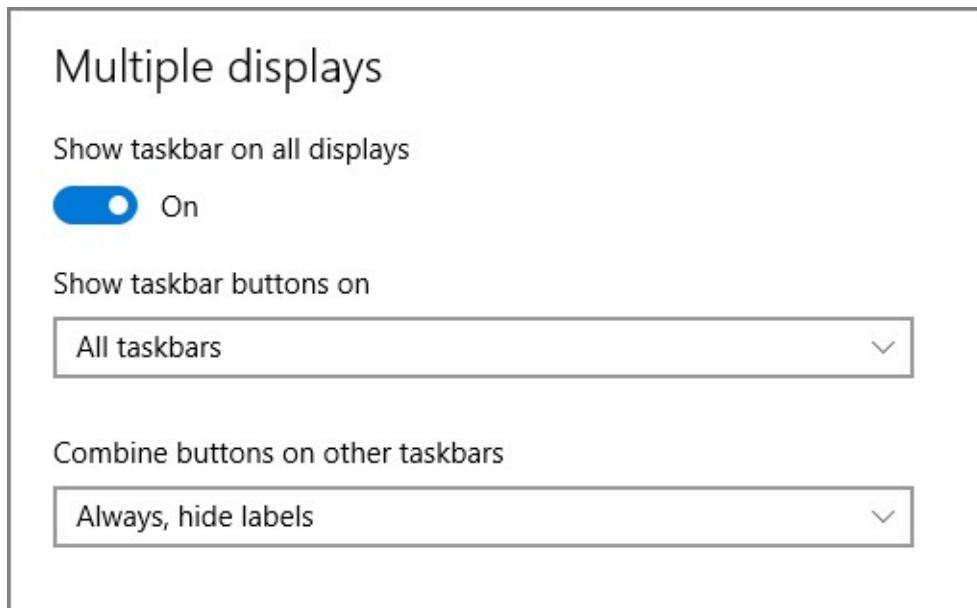 Multiple displays
Show taskbar on all displays
On
Show taskbar buttons on
All taskbars
Combine buttons on other taskbars
Always, hide labels